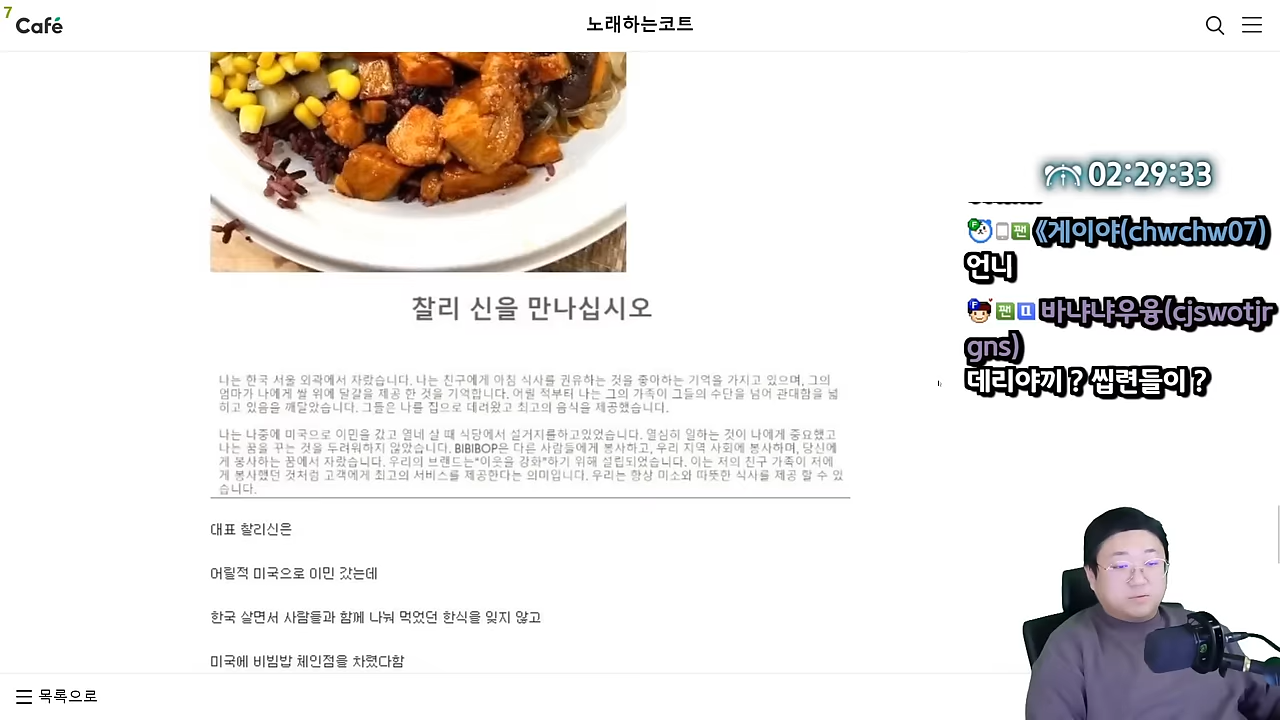 7
Café
노래하는코트
02:29:33
《게이야(chwchw07)
언니
바냐냐우융(cjswotjr
gns)
데리야끼 ? 씹련들이 ?
찰리 신을 만나십시오
나는 한국 서울 외곽에서 자랐습니다. 나는 친구에게 아침 식사를 권유하는 것을 좋아하는 기억을 가지고 있으며, 그의
엄마가 나에게 쌀 위에 달걀을 제공 한 것을 기억합니다. 어릴 적부터 나는 그의 가족이 그들의 수단을 넘어 관대함을 넓
히고 있음을 깨달았습니다. 그들은 나를 집으로 데려왔고 최고의 음식을 제공했습니다.
나는 나중에 미국으로 이민을 갔고 열네 살 때 식당에서 설거지를하고있었습니다. 열심히 일하는 것이 나에게 중요했고
나는 꿈을 꾸는 것을 두려워하지 않았습니다. BIBIBOP은 다른 사람들에게 봉사하고, 우리 지역 사회에 봉사하며, 당신에
게 봉사하는 꿈에서 자랐습니다. 우리의 브랜드는"이웃을 강화"하기 위해 설립되었습니다. 이는 저의 친구 가족이 저에
게 봉사했던 것처럼 고객에게 최고의 서비스를 제공한다는 의미입니다. 우리는 항상 미소와 따뜻한 식사를 제공 할 수 있
습니다.
대표 찰리신은
어릴적 미국으로 이민 갔는데
한국 살면서 사람들과 함께 나눠 먹었던 한식을 잊지 않고
미국에 비빔밥 체인점을 차렸다함
목록으로